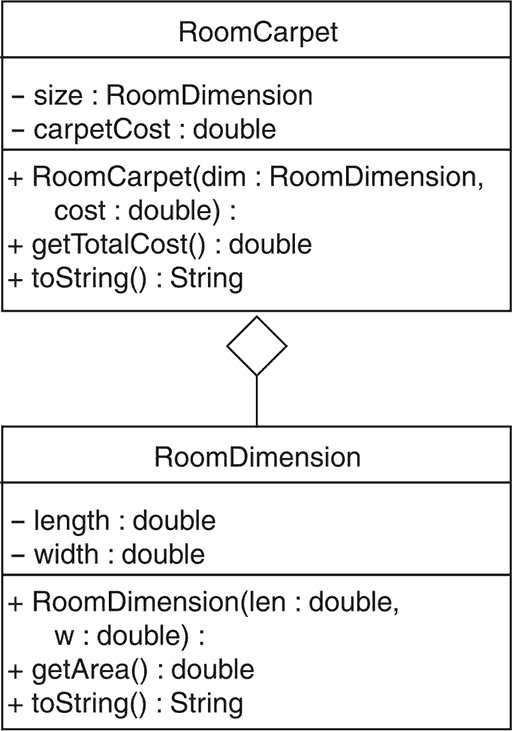 RoomCarpet
– size : RoomDimension
– carpetCost : double
+ RoomCarpet(dim : RoomDimension,
cost : double) :
+ getTotalCost() : double
+ toString() : String
RoomDimension
– length : double
– width : double
+ RoomDimension(len : double,
w : double) :
+ getArea() : double
+ toString() : String